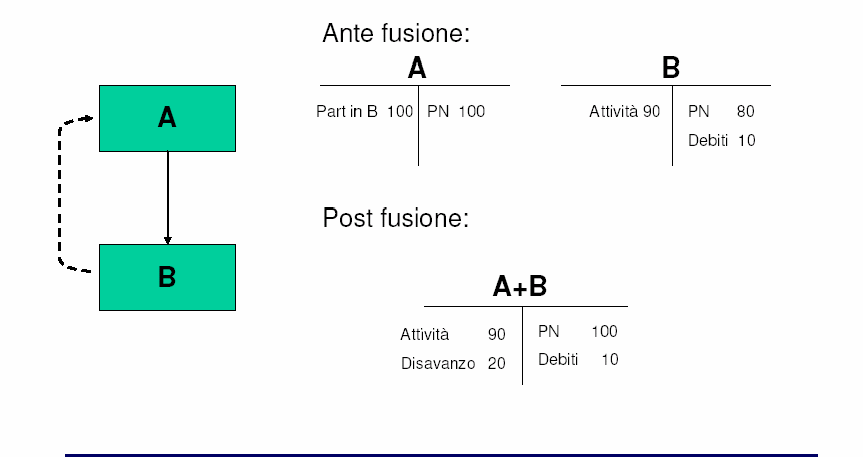 Ante fusione:
A
B
A
Part in B 100 PN 100
Attività 90 PN 80
Debiti 10
Post fusione:
B
A+B
Attività 90 PN 100
Disavanzo 20 Debiti 10